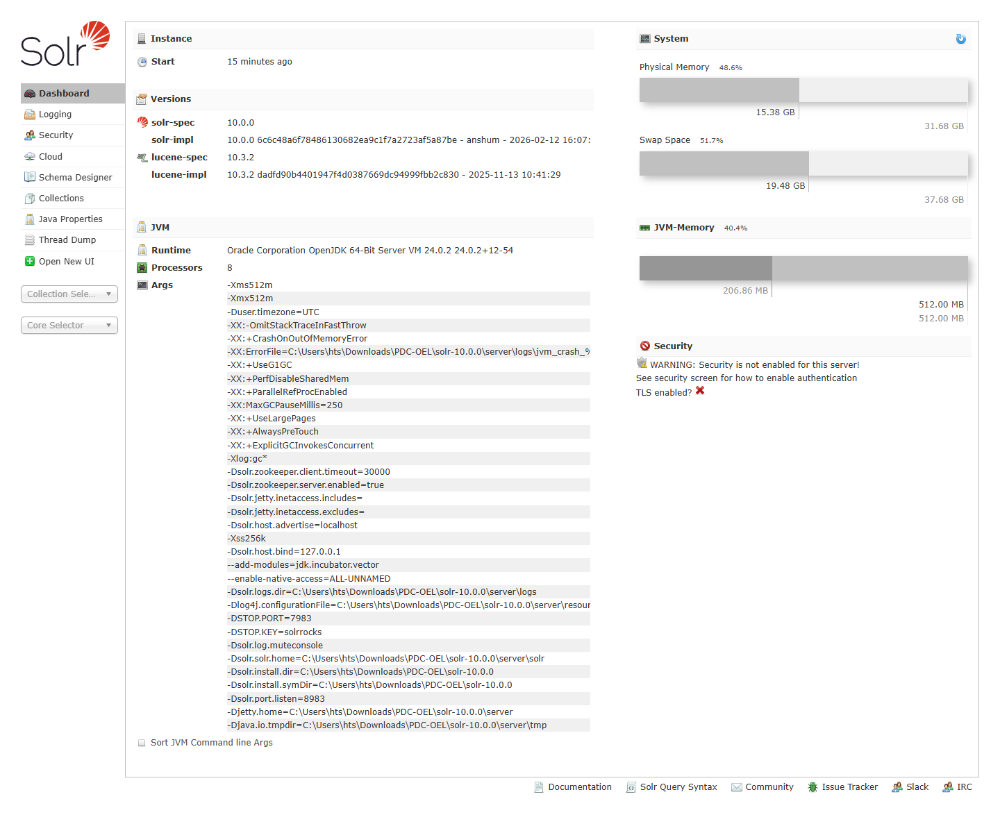 Solr
Dashboard
Logging
Security
Cloud
Schema Designer
Collections
Java Properties
Thread Dump
Open New UI
Collection Sele...
Core Selector
Instance
Start 15 minutes ago
Versions
solr-spec 10.0.0
solr-impl 10.0.0 6c6c48a6f78486130682ea9c1f7a2723af5a87be - anshum - 2026-02-12 16:07:
lucene-spec 10.3.2
lucene-impl 10.3.2 dadfd90b4401947f4d0387669dc94999fbb2c830 - 2025-11-13 10:41:29
JVM
Runtime Oracle Corporation OpenJDK 64-Bit Server VM 24.0.2 24.0.2+12-54
Processors 8
Args -Xms512m
-Xmx512m
-Duser.timezone=UTC
-XX:-OmitStackTraceInFastThrow
-XX:+CrashOnOutOfMemoryError
-XX:ErrorFile=C:\Users\hts\Downloads\PDC-OEL\solr-10.0.0\server\logs\jvm_crash_%
-XX:+UseG1GC
-XX:+PerfDisableSharedMem
-XX:+ParallelRefProcEnabled
-XX:MaxGCPauseMillis=250
-XX:+UseLargePages
-XX:+AlwaysPreTouch
-XX:+ExplicitGCInvokesConcurrent
-Xlog:gc*
-Dsolr.zookeeper.client.timeout=30000
-Dsolr.zookeeper.server.enabled=true
-Dsolr.jetty.inetaccess.includes=
-Dsolr.jetty.inetaccess.excludes=
-Dsolr.host.advertise=localhost
-Xss256k
-Dsolr.host.bind=127.0.0.1
--add-modules=jdk.incubator.vector
--enable-native-access=ALL-UNNAMED
-Dsolr.logs.dir=C:\Users\hts\Downloads\PDC-OEL\solr-10.0.0\server\logs
-Dlog4j.configurationFile=C:\Users\hts\Downloads\PDC-OEL\solr-10.0.0\server\resour
-DSTOP.PORT=7983
-DSTOP.KEY=solrrocks
-Dsolr.log.muteconsole
-Dsolr.solr.home=C:\Users\hts\Downloads\PDC-OEL\solr-10.0.0\server\solr
-Dsolr.install.dir=C:\Users\hts\Downloads\PDC-OEL\solr-10.0.0
-Dsolr.install.symDir=C:\Users\hts\Downloads\PDC-OEL\solr-10.0.0
-Dsolr.port.listen=8983
-Djetty.home=C:\Users\hts\Downloads\PDC-OEL\solr-10.0.0\server
-Djava.io.tmpdir=C:\Users\hts\Downloads\PDC-OEL\solr-10.0.0\server\tmp
Sort JVM Command line Args
System
Physical Memory 48.6%
15.38 GB
31.68 GB
Swap Space 51.7%
19.48 GB
37.68 GB
JVM-Memory 40.4%
206.86 MB
512.00 MB
512.00 MB
Security
WARNING: Security is not enabled for this server!
See security screen for how to enable authentication
TLS enabled?
Documentation Solr Query Syntax Community Issue Tracker Slack IRC